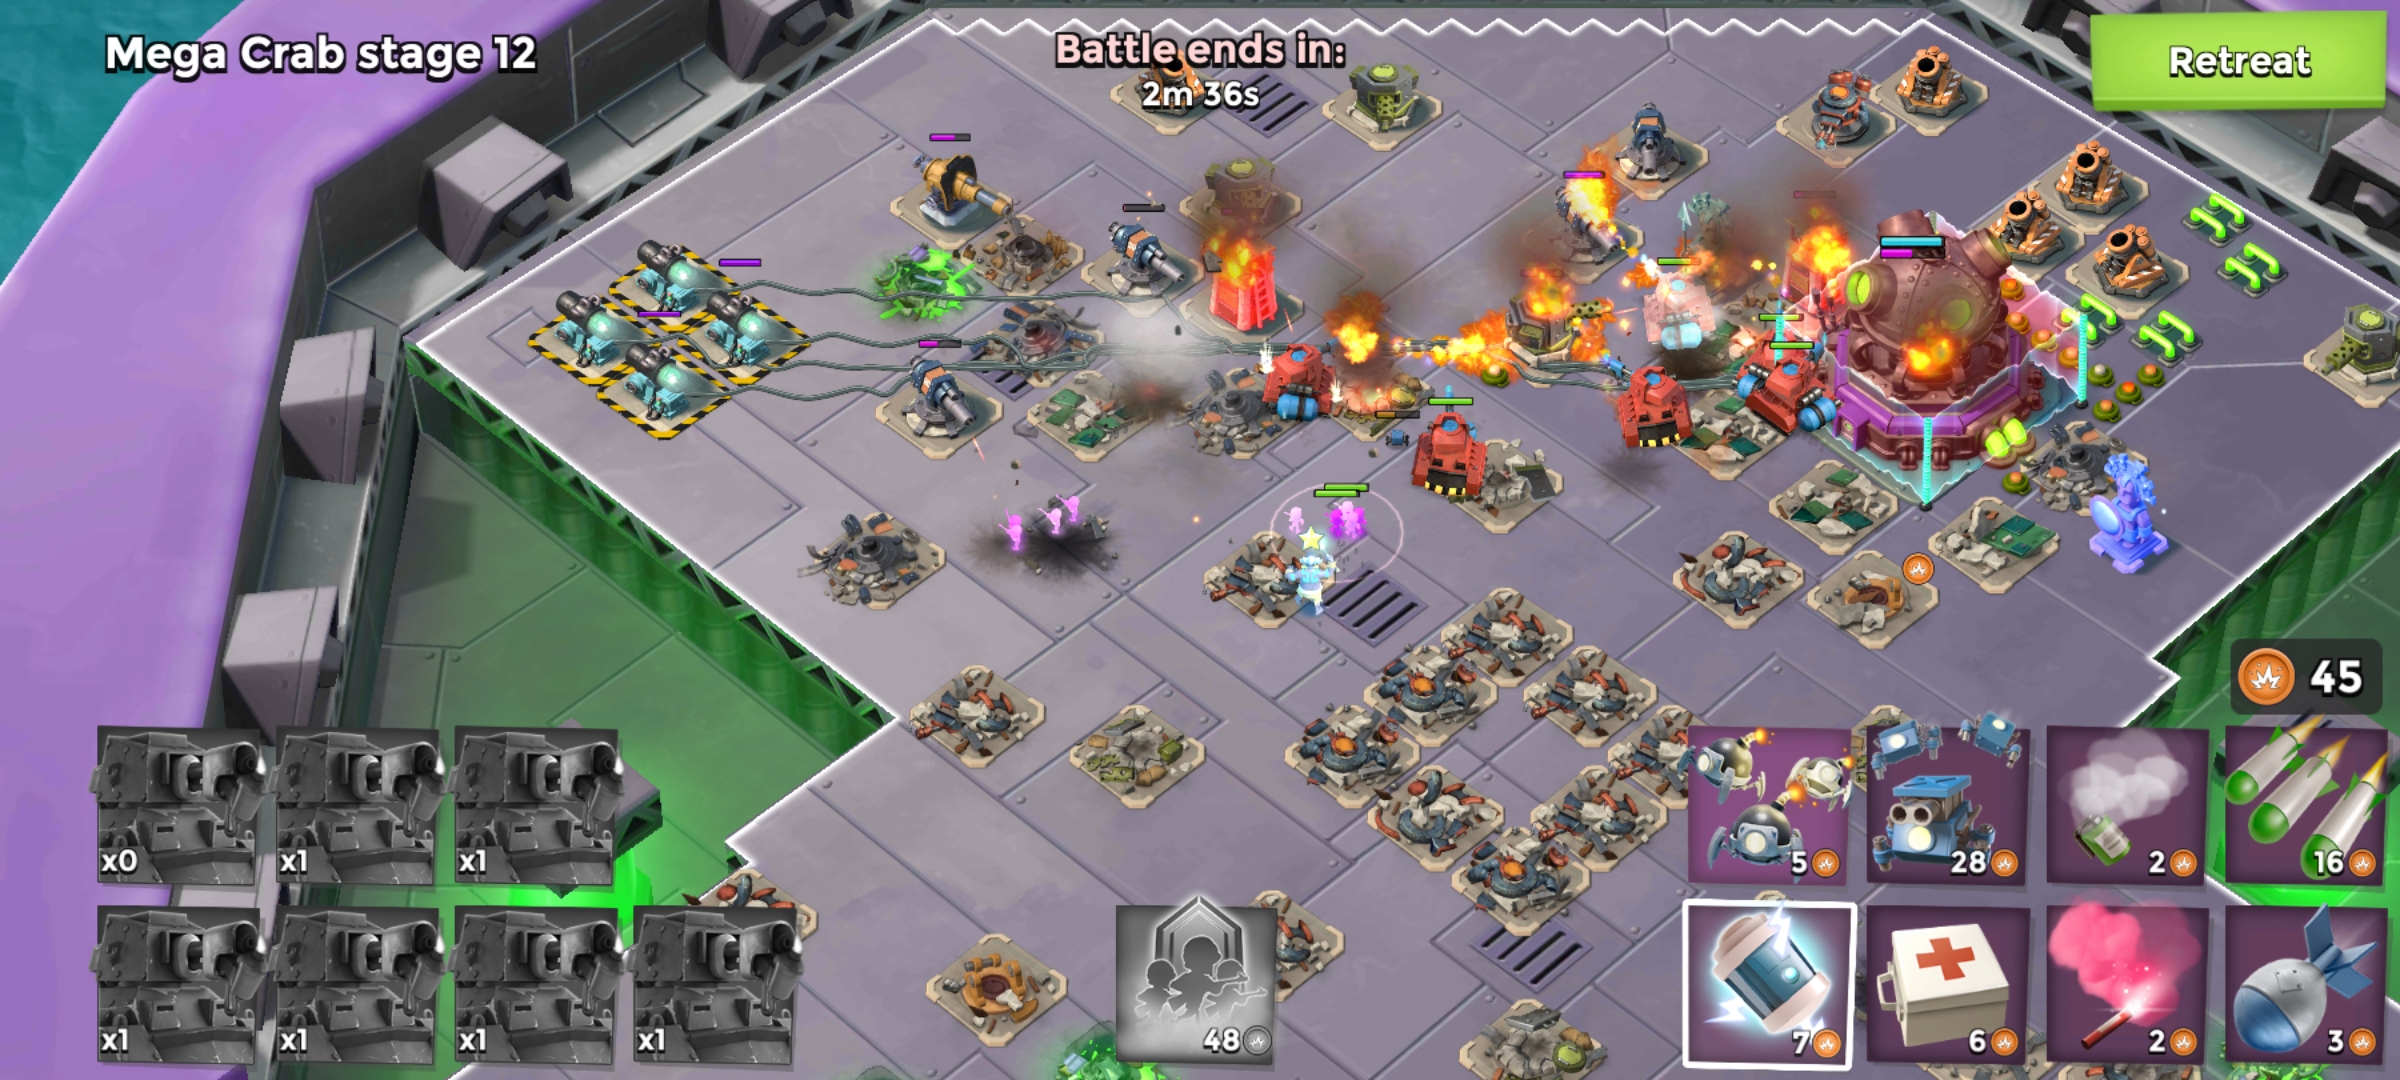 Mega Crab stage 12
Battle ends in:
2m 36s
Retreat
45
x0
x1
x1
5
28
2
16
x1
x1
x1
x1
48
7
6
2
3